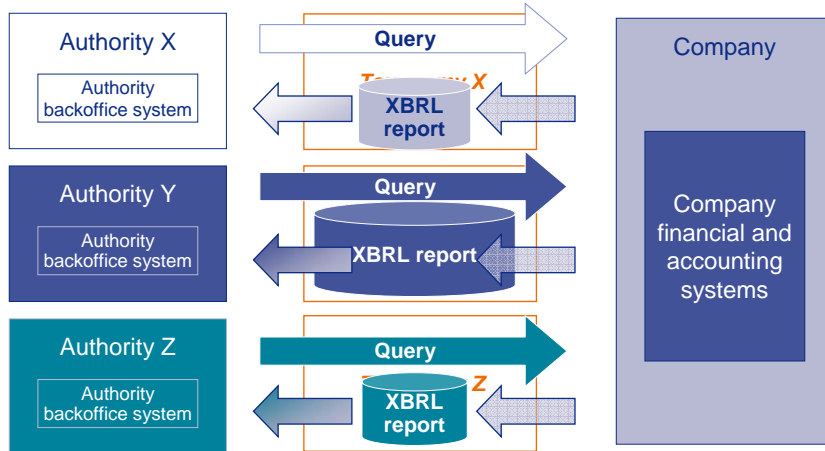 Authority X
Authority
backoffice system
Query
X
XBRL
report
Authority Y
Authority
backoffice system
Query
XBRL report
Authority Z
Authority
backoffice system
Query
Z
XBRL
report
Company
Company
financial and
accounting
systems